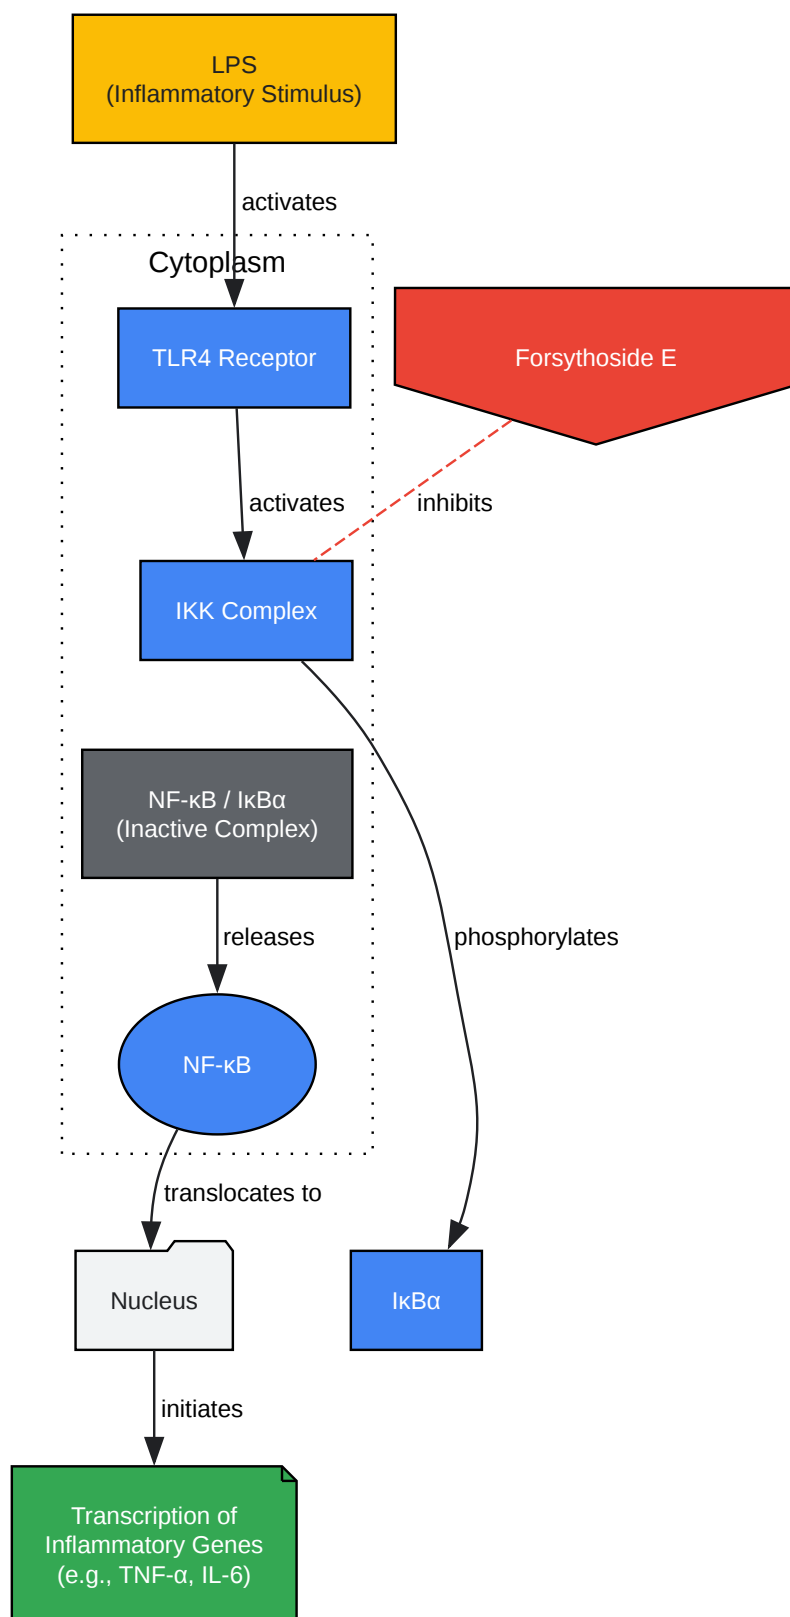 LPS
(Inflammatory Stimulus)
activates
Cytoplasm
TLR4 Receptor
Forsythoside E
activates
inhibits
IKK Complex
NF-κB / IκBα
(Inactive Complex)
releases
phosphorylates
NF-κB
translocates to
Nucleus
IκBα
initiates
Transcription of
Inflammatory Genes
(e.g., TNF-α, IL-6)